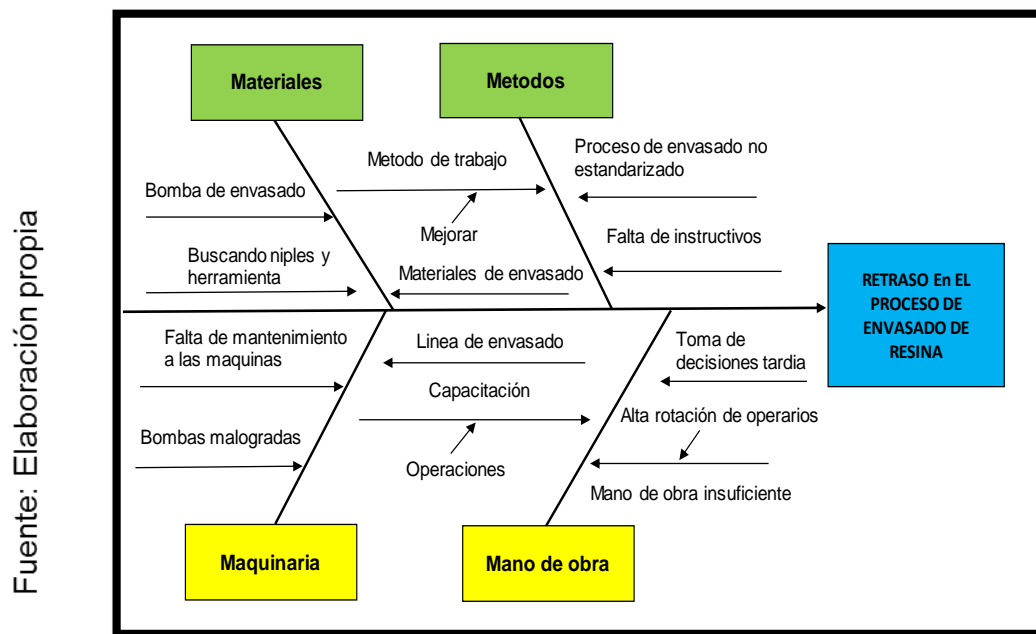 Materiales
Metodos
Metodo de trabajo
Proceso de envasado no
estandarizado
Bomba de envasado
Mejorar
Falta de instructivos
Buscando niples y
herramienta
Materiales de envasado
RETRASO En EL
PROCESO DE
ENVASADO DE
RESINA
Falta de mantenimiento
a las maquinas
Linea de envasado
Toma de
decisiones tardia
Capacitación
Alta rotación de operarios
Bombas malogradas
Operaciones
Mano de obra insuficiente
Maquinaria
Mano de obra
Fuente: Elaboración propia